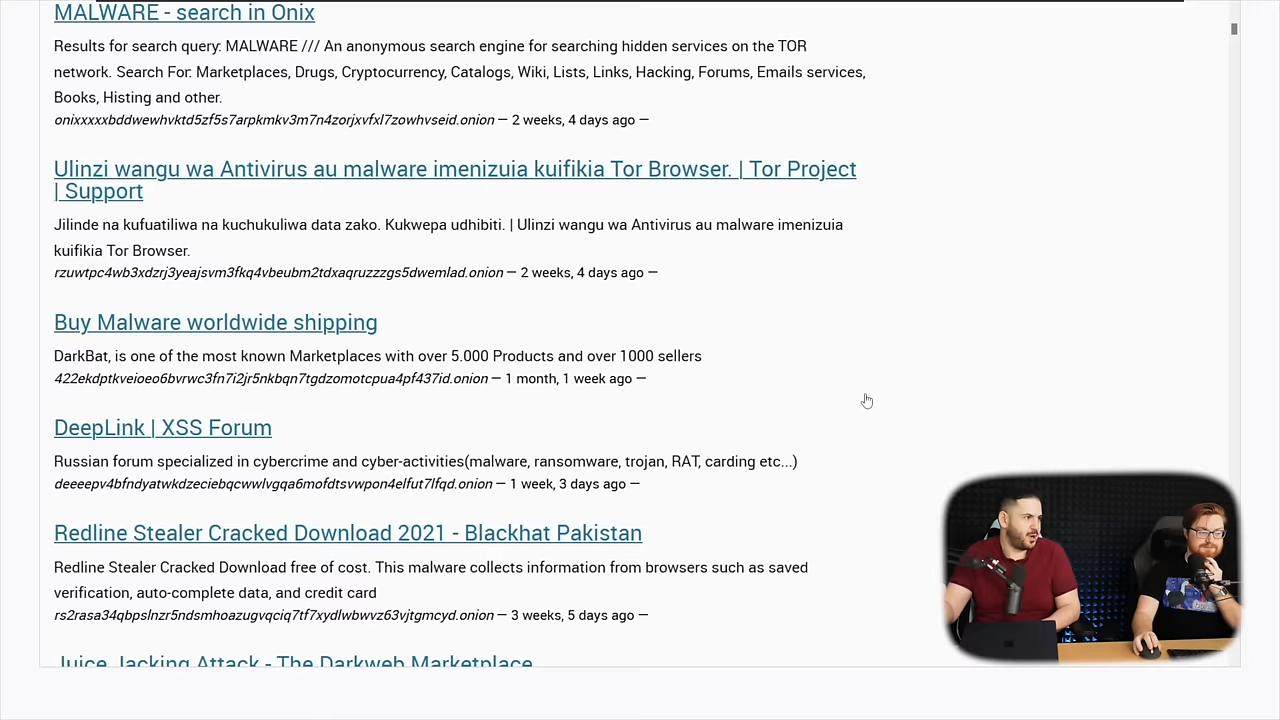 MALWARE - search in Onix
Results for search query: MALWARE /// An anonymous search engine for searching hidden services on the TOR
network. Search For: Marketplaces, Drugs, Cryptocurrency, Catalogs, Wiki, Lists, Links, Hacking, Forums, Emails services,
Books, Histing and other.
onixxxxxbddwewhvktd5zf5s7arpkmkv3m7n4zorjxvfxl7zowhvseid.onion — 2 weeks, 4 days ago —
Ulinzi wangu wa Antivirus au malware imenizuia kuifikia Tor Browser. | Tor Project
| Support
Jilinde na kufuatiliwa na kuchukuliwa data zako. Kukwepa udhibiti. | Ulinzi wangu wa Antivirus au malware imenizuia
kuifikia Tor Browser.
rzuwtpc4wb3xdzrj3yeajsvm3fkq4vbeubm2tdxaqruzzzgs5dwemlad.onion — 2 weeks, 4 days ago —
Buy Malware worldwide shipping
DarkBat, is one of the most known Marketplaces with over 5.000 Products and over 1000 sellers
422ekdptkveioeo6bvrwc3fn7i2jr5nkbqn7tgdzomotcpua4pf437id.onion — 1 month, 1 week ago —
DeepLink | XSS Forum
Russian forum specialized in cybercrime and cyber-activities(malware, ransomware, trojan, RAT, carding etc...)
deeeepv4bfndyatwkdzeciebqcwwlvgqa6mofdtsvwpon4elfut7lfqd.onion — 1 week, 3 days ago —
Redline Stealer Cracked Download 2021 - Blackhat Pakistan
Redline Stealer Cracked Download free of cost. This malware collects information from browsers such as saved
verification, auto-complete data, and credit card
rs2rasa34qbpslnzr5ndsmhoazugvqciq7tf7xydlwbwvz63vjtgmcyd.onion — 3 weeks, 5 days ago —
Juice Jacking Attack - The Darkweb Marketplace